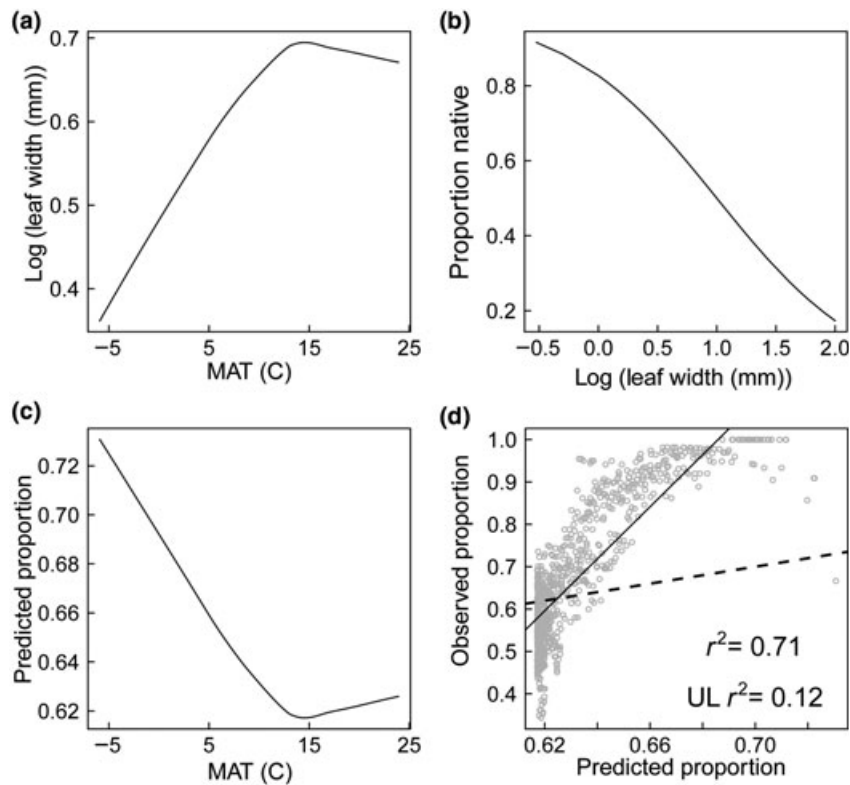 (a)
Log (leaf width (mm))
0.7
0.6
0.5
0.4
−5 5 15 25
MAT (C)
(b)
Proportion native
0.8
0.6
0.4
0.2
−0.5 0.0 0.5 1.0 1.5 2.0
Log (leaf width (mm))
(c)
Predicted proportion
0.72
0.70
0.68
0.66
0.64
0.62
−5 5 15 25
MAT (C)
(d)
Observed proportion
1.0
0.9
0.8
0.7
0.6
0.5
0.4
r²= 0.71
UL r²= 0.12
0.62 0.66 0.70
Predicted proportion